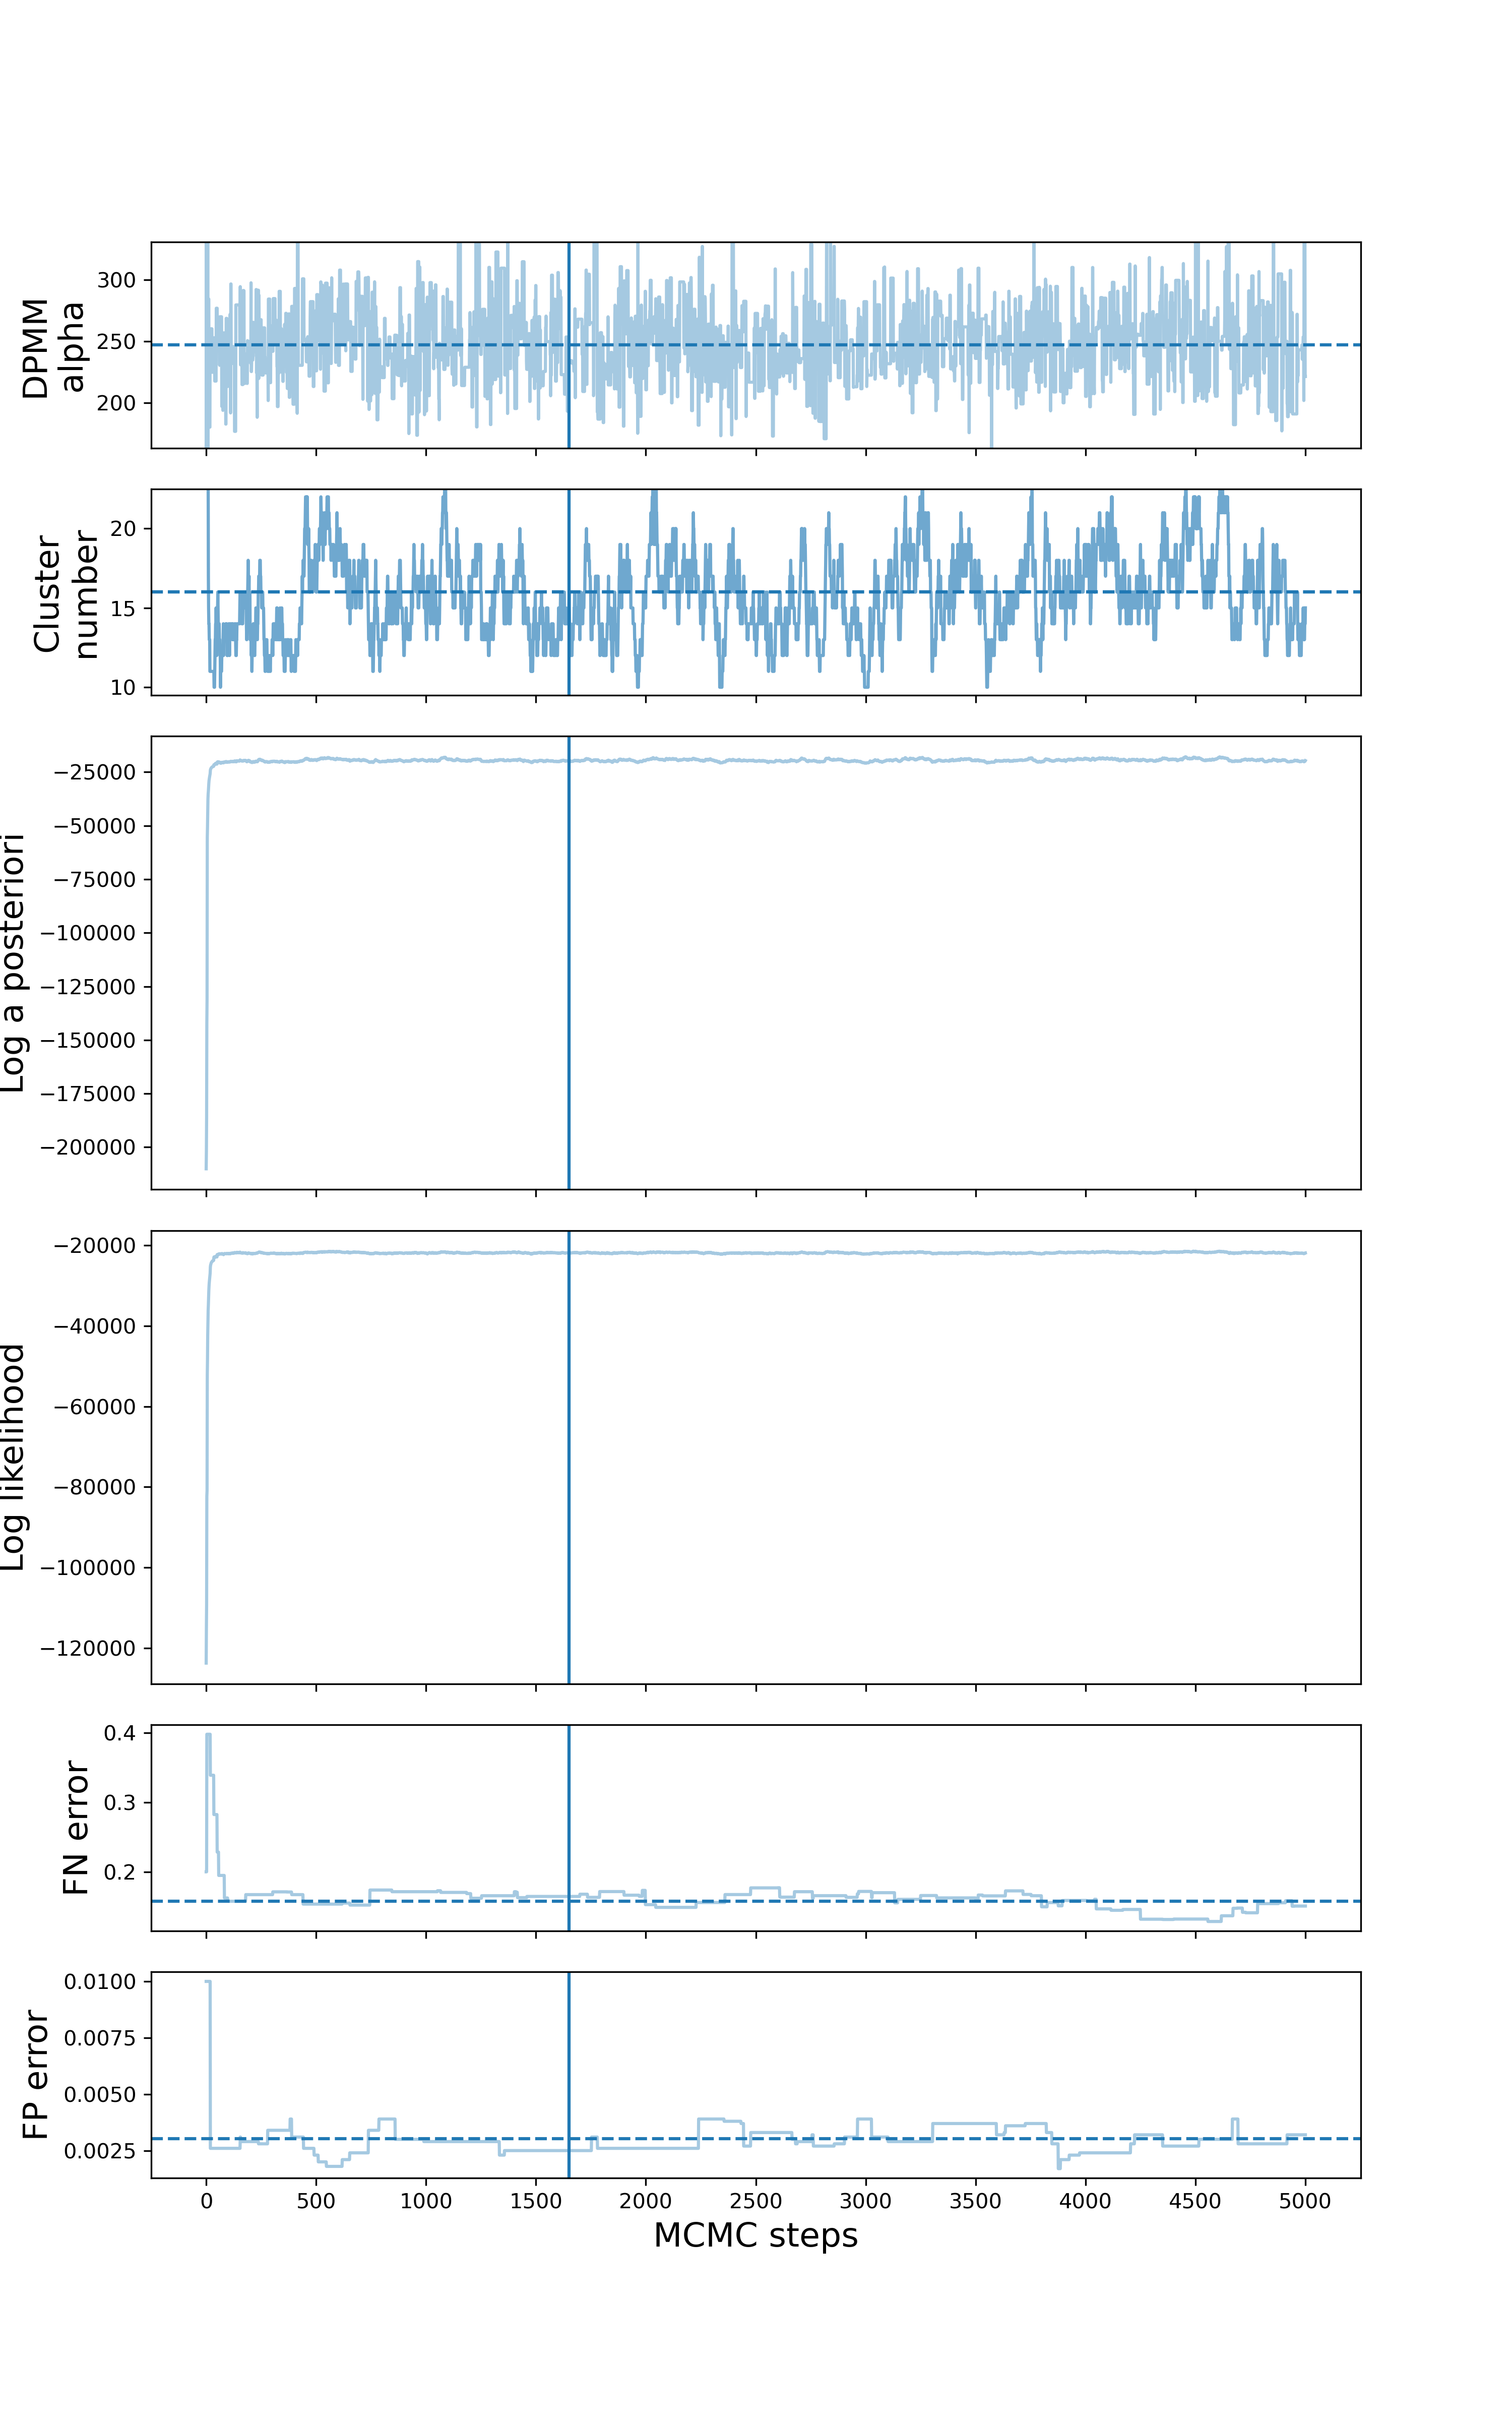 DPMM
alpha
300
250
200
Cluster
number
20
15
10
Log a posteriori
−25000
−50000
−75000
−100000
−125000
−150000
−175000
−200000
Log likelihood
−20000
−40000
−60000
−80000
−100000
−120000
FN error
0.4
0.3
0.2
FP error
0.0100
0.0075
0.0050
0.0025
0 500 1000 1500 2000 2500 3000 3500 4000 4500 5000
MCMC steps